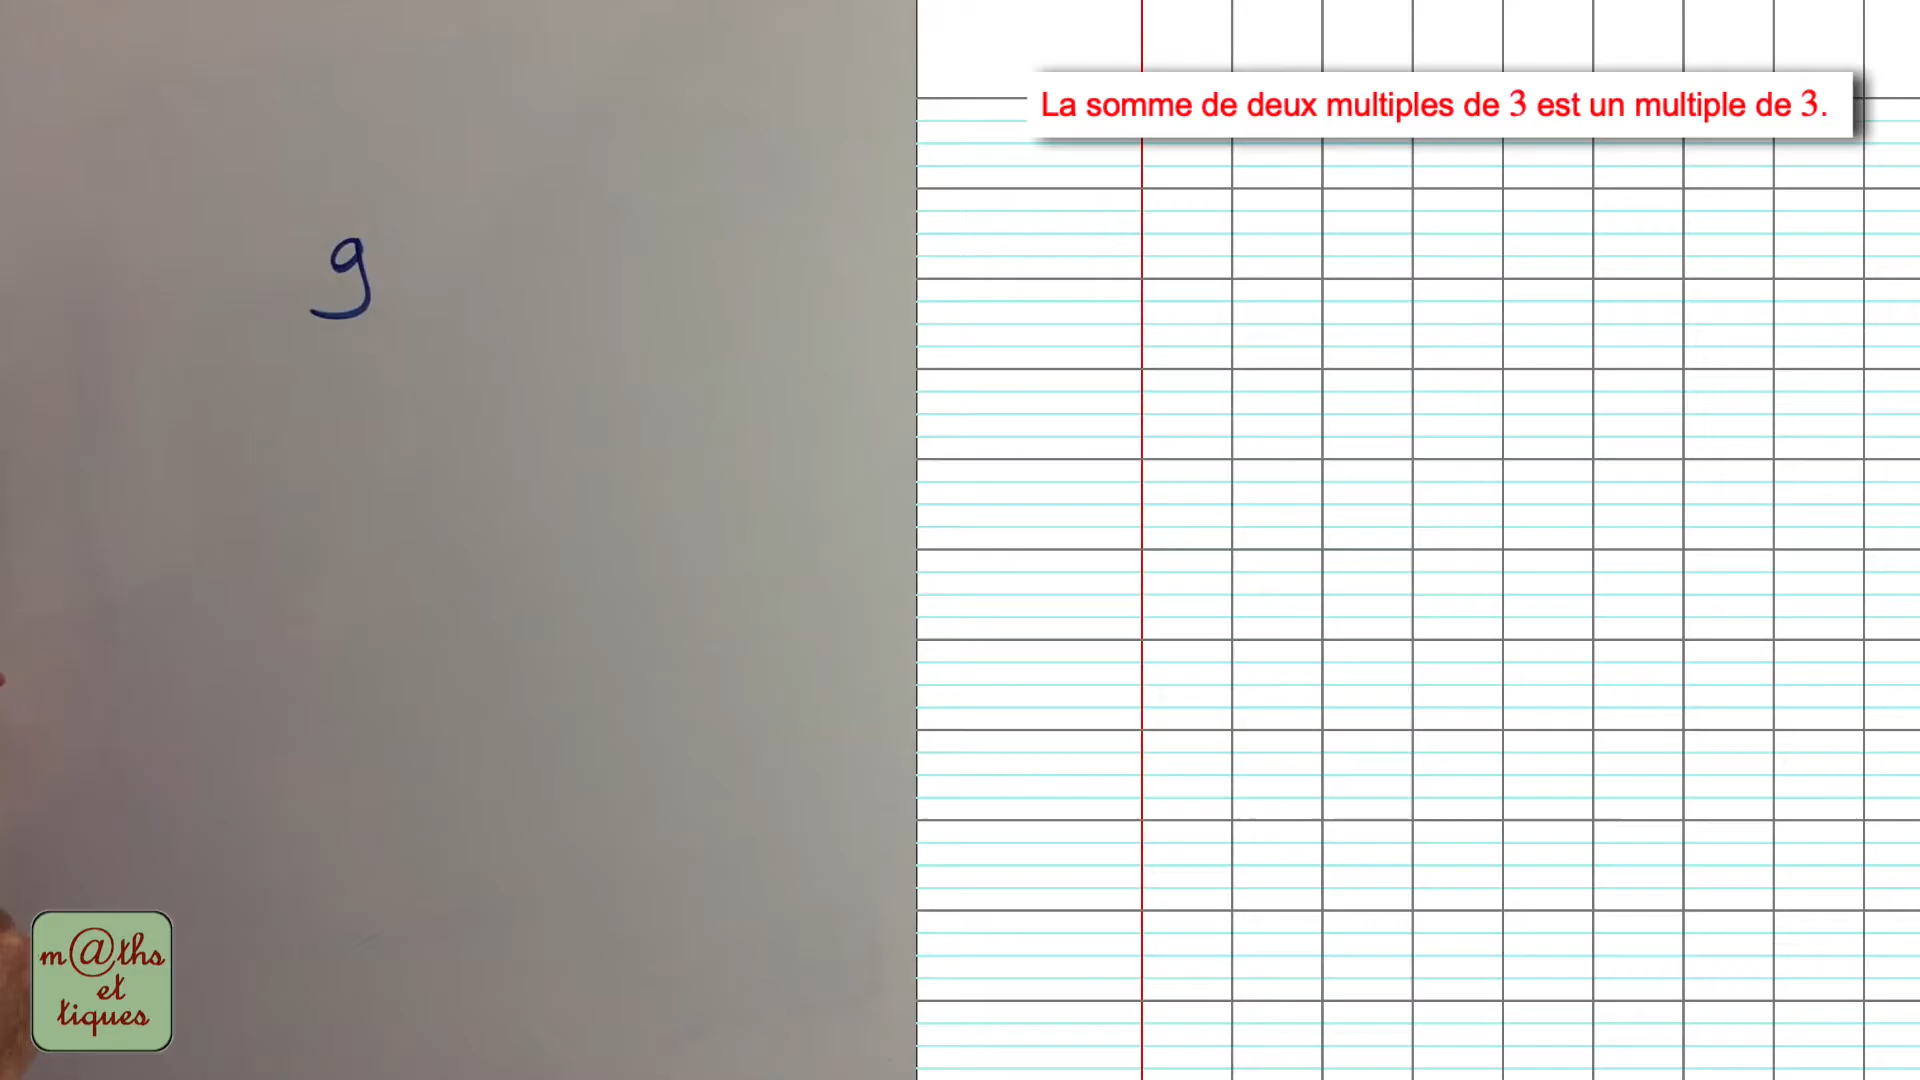 La somme de deux multiples de 3 est un multiple de 3.
9
m@ths
et
tiques